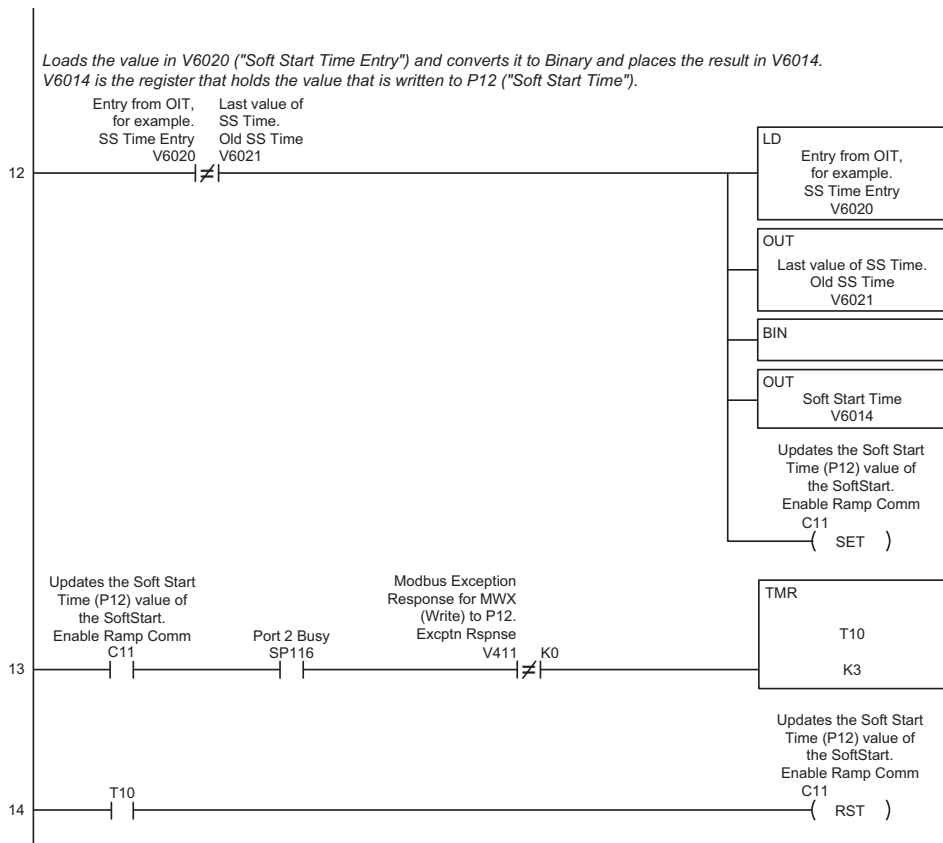 Loads the value in V6020 ("Soft Start Time Entry") and converts it to Binary and places the result in V6014.
V6014 is the register that holds the value that is written to P12 ("Soft Start Time").
Entry from OIT,
for example.
SS Time Entry
V6020
Last value of
SS Time.
Old SS Time
V6021
12
≠
LD
Entry from OIT,
for example.
SS Time Entry
V6020
OUT
Last value of SS Time.
Old SS Time
V6021
BIN
OUT
Soft Start Time
V6014
Updates the Soft Start
Time (P12) value of
the SoftStart.
Enable Ramp Comm
C11
SET
Updates the Soft Start
Time (P12) value of
the SoftStart.
Enable Ramp Comm
C11
Port 2 Busy
SP116
Modbus Exception
Response for MWX
(Write) to P12.
Excptn Rspnse
V411
K0
13
≠
TMR
T10
K3
Updates the Soft Start
Time (P12) value of
the SoftStart.
Enable Ramp Comm
C11
14
T10
RST